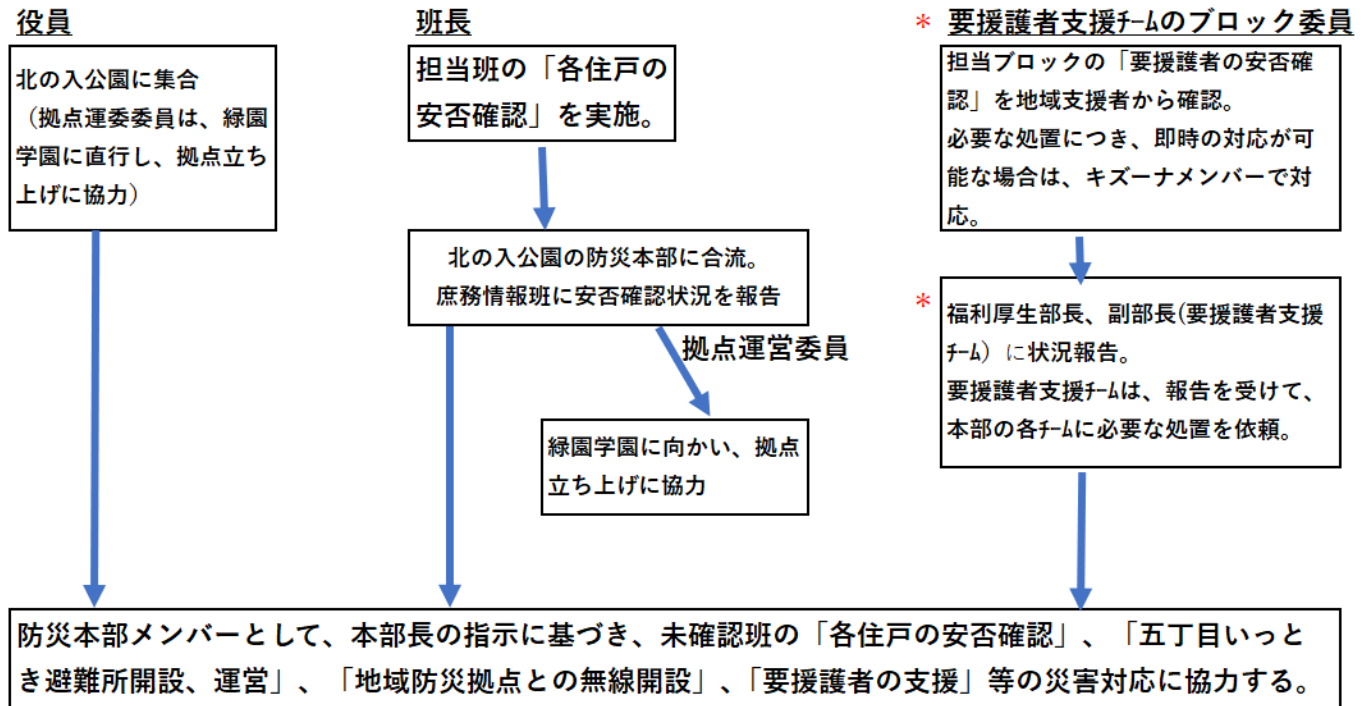 役員
北の入公園に集合
（拠点運委委員は、緑園
学園に直行し、拠点立ち
上げに協力）
班長
担当班の「各住戸の
安否確認」を実施。
北の入公園の防災本部に合流。
庶務情報班に安否確認状況を報告
拠点運営委員
緑園学園に向かい、拠点
立ち上げに協力
* 要援護者支援ﾁｰﾑのブロック委員
担当ブロックの「要援護者の安否確
認」を地域支援者から確認。
必要な処置につき、即時の対応が可
能な場合は、キズーナメンバーで対
応。
*
福利厚生部長、副部長(要援護者支援
ﾁｰﾑ）に状況報告。
要援護者支援ﾁｰﾑは、報告を受けて、
本部の各ﾁｰﾑに必要な処置を依頼。
防災本部メンバーとして、本部長の指示に基づき、未確認班の「各住戸の安否確認」、「五丁目いっと
き避難所開設、運営」、「地域防災拠点との無線開設」、「要援護者の支援」等の災害対応に協力する。